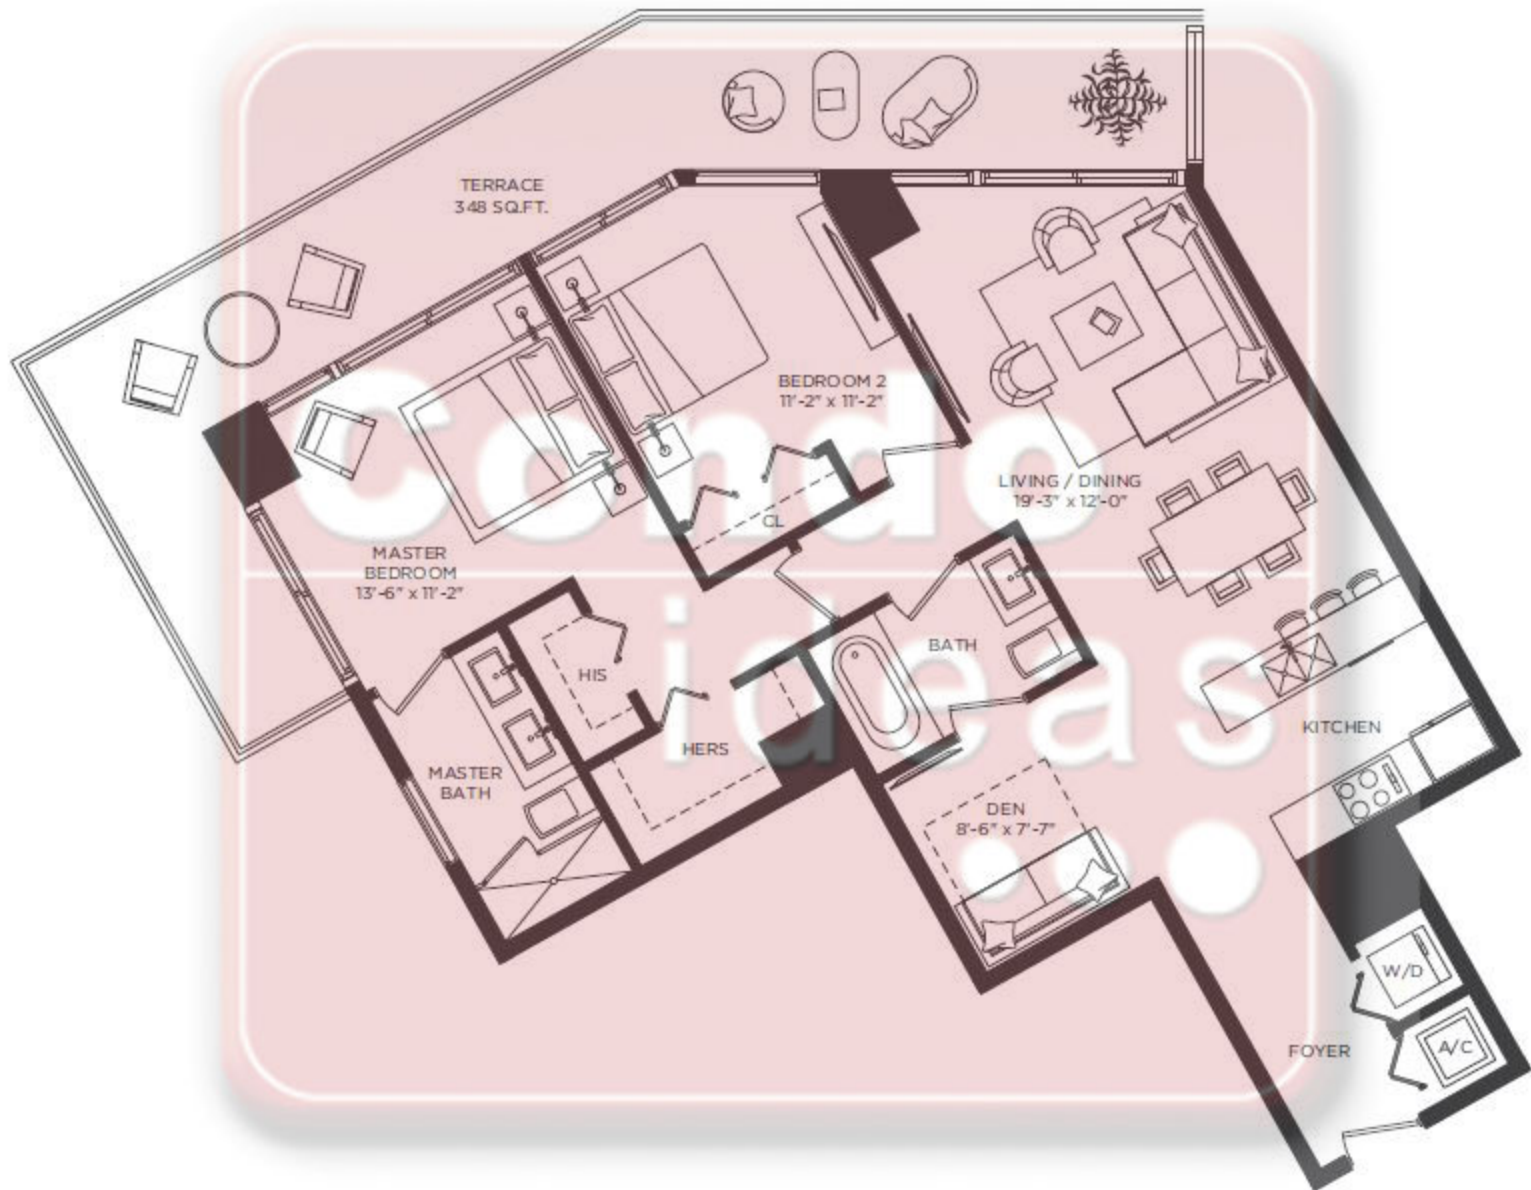 TERRACE
348 SQ.FT.
BEDROOM 2
11'-2" x 11'-2"
LIVING / DINING
19'-3" x 12'-0"
CL
MASTER
BEDROOM
13'-6" x 11'-2"
HIS
BATH
HERS
KITCHEN
MASTER
BATH
DEN
8'-6" x 7'-7"
W/D
FOYER
A/C
Condo
ideas